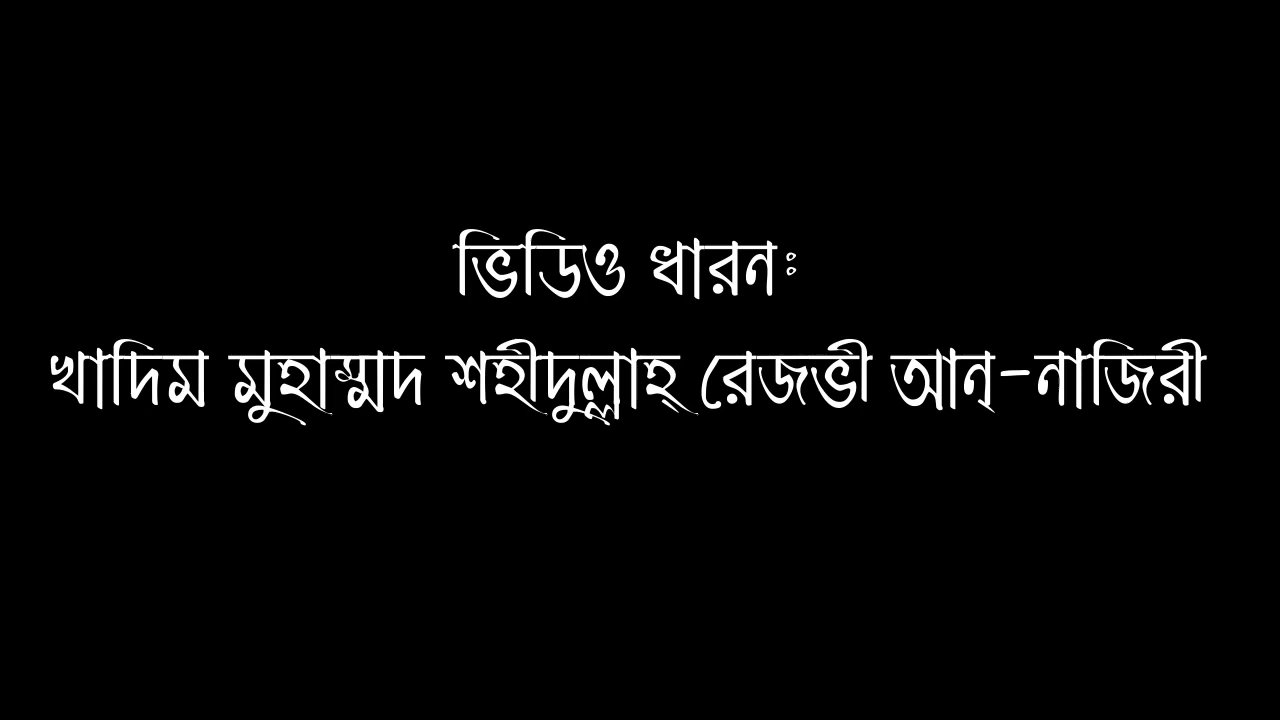 ভিডিও ধারনঃ
খাদিম মুহাম্মদ শহীদুল্লাহ্ রেজভী আন্-নাজিরী